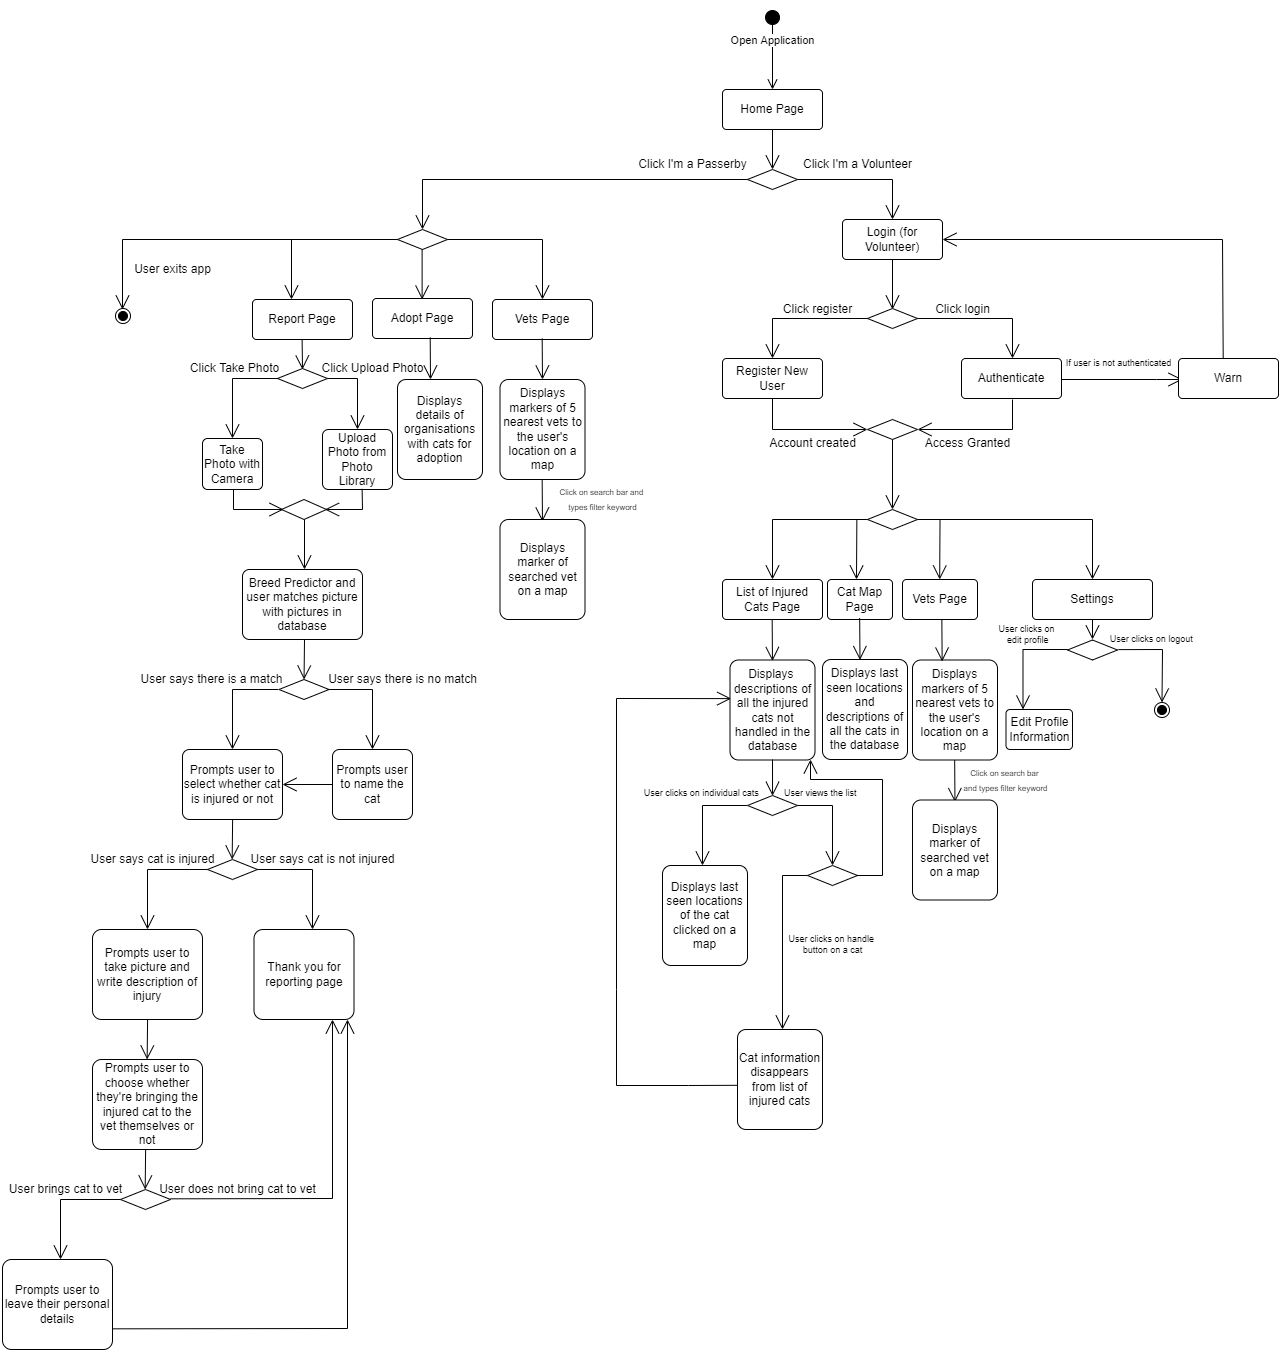 Open Application
Home Page
Click I'm a Passerby
Click I'm a Volunteer
Login (for
Volunteer)
User exits app
Report Page
Adopt Page
Vets Page
Click register
Click login
Click Take Photo
Click Upload Photo
Register New
User
Authenticate
If user is not authenticated
Warn
Displays
details of
organisations
with cats for
adoption
Displays
markers of 5
nearest vets to
the user's
location on a
map
Take
Photo with
Camera
Upload
Photo from
Photo
Library
Account created
Access Granted
Click on search bar and
types filter keyword
Displays
marker of
searched vet
on a map
Breed Predictor and
user matches picture
with pictures in
database
List of Injured
Cats Page
Cat Map
Page
Vets Page
Settings
User clicks on
edit profile
User clicks on logout
User says there is a match
User says there is no match
Displays
descriptions of
all the injured
cats not
handled in the
database
Displays last
seen locations
and
descriptions of
all the cats in
the database
Displays
markers of 5
nearest vets to
the user's
location on a
map
Edit Profile
Information
Prompts user to
select whether cat
is injured or not
Prompts user
to name the
cat
Click on search bar
and types filter keyword
User clicks on individual cats
User views the list
Displays
marker of
searched vet
on a map
User says cat is injured
User says cat is not injured
Displays last
seen locations
of the cat
clicked on a
map
Prompts user to
take picture and
write description of
injury
Thank you for
reporting page
User clicks on handle
button on a cat
Cat information
disappears
from list of
injured cats
Prompts user to
choose whether
they're bringing the
injured cat to the
vet themselves or
not
User brings cat to vet
User does not bring cat to vet
Prompts user to
leave their personal
details